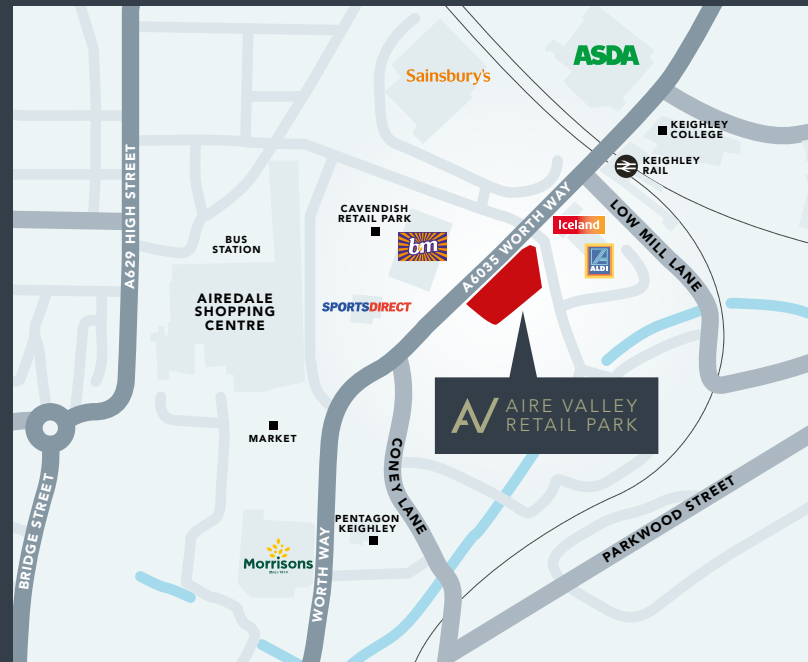 Sainsbury's
ASDA
KEIGHLEY
COLLEGE
KEIGHLEY
RAIL
A629 HIGH STREET
CAVENDISH
RETAIL PARK
bm
A6035 WORTH WAY
Iceland
LOW MILL LANE
BUS
STATION
ALDI
AIREDALE
SHOPPING
CENTRE
SPORTSDIRECT
AIRE VALLEY
RETAIL PARK
MARKET
CONEY LANE
BRIDGE STREET
PENTAGON
KEIGHLEY
PARKWOOD STREET
Morrisons
WORTH WAY